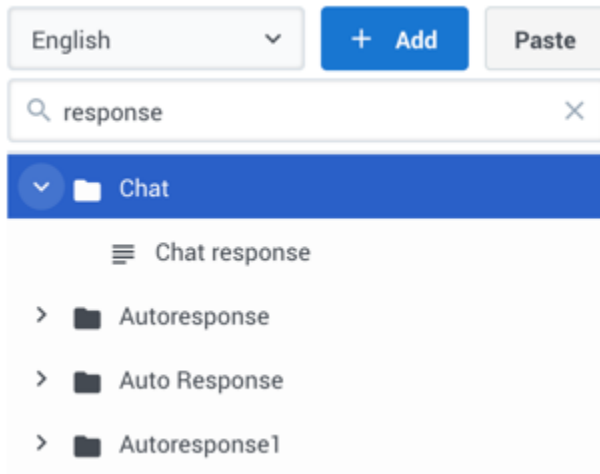 English + Add Paste
response
Chat
Chat response
Autoresponse
Auto Response
Autoresponse1